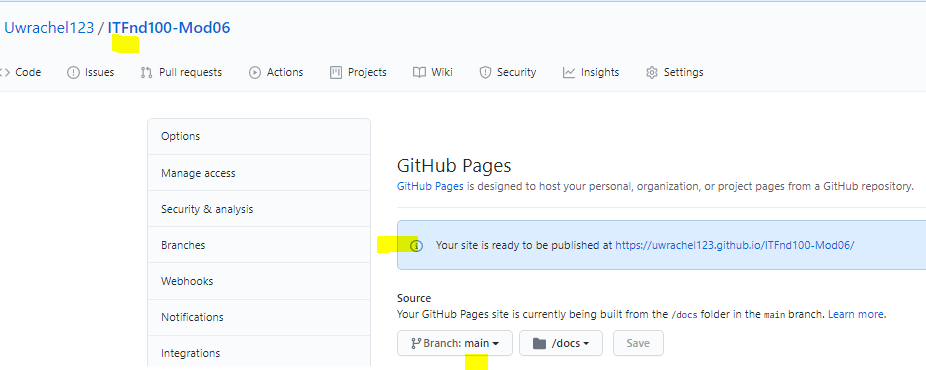 Uwrachel123 / ITFnd100-Mod06
Code Issues Pull requests Actions Projects Wiki Security Insights Settings
Options
Manage access
Security & analysis
Branches
Webhooks
Notifications
Integrations
GitHub Pages
GitHub Pages is designed to host your personal, organization, or project pages from a GitHub repository.
Your site is ready to be published at https://uwrachel123.github.io/ITFnd100-Mod06/
Source
Your GitHub Pages site is currently being built from the /docs folder in the main branch. Learn more.
Branch: main /docs Save